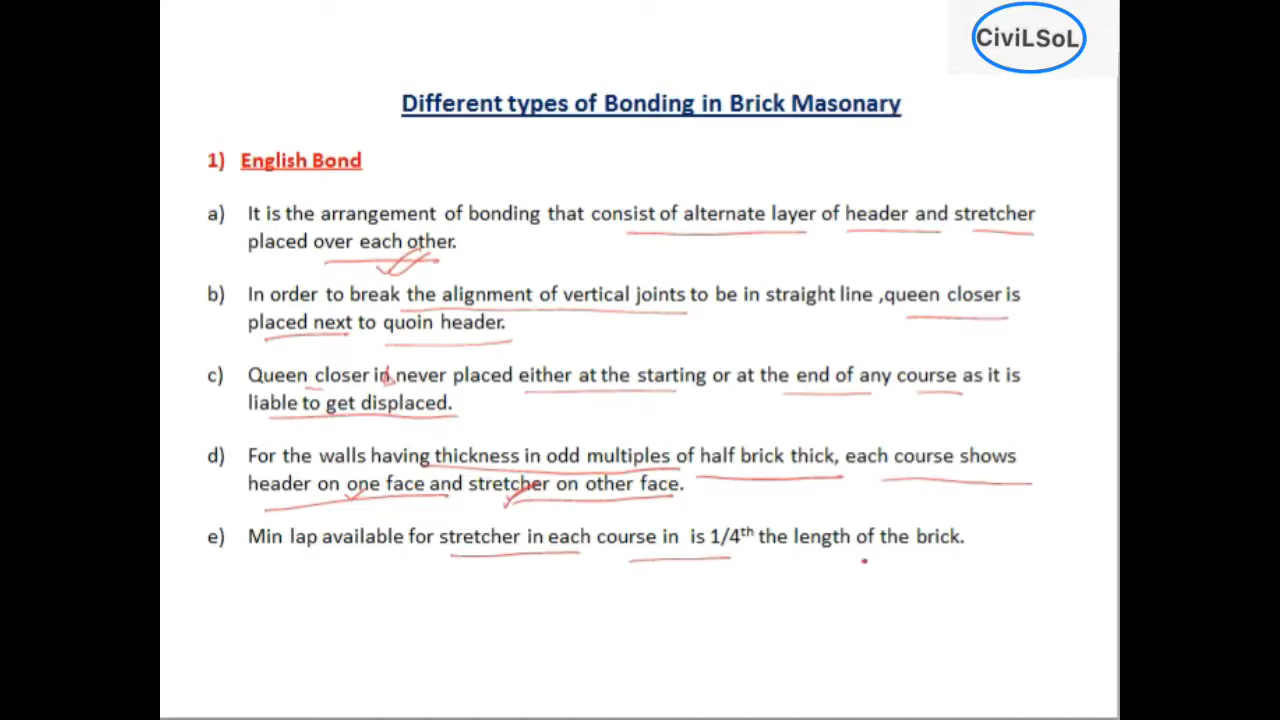 CiviLSoL
Different types of Bonding in Brick Masonary
1) English Bond
a) It is the arrangement of bonding that consist of alternate layer of header and stretcher
placed over each other.
b) In order to break the alignment of vertical joints to be in straight line ,queen closer is
placed next to quoin header.
c) Queen closer in never placed either at the starting or at the end of any course as it is
liable to get displaced.
d) For the walls having thickness in odd multiples of half brick thick, each course shows
header on one face and stretcher on other face.
e) Min lap available for stretcher in each course in is 1/4th the length of the brick.